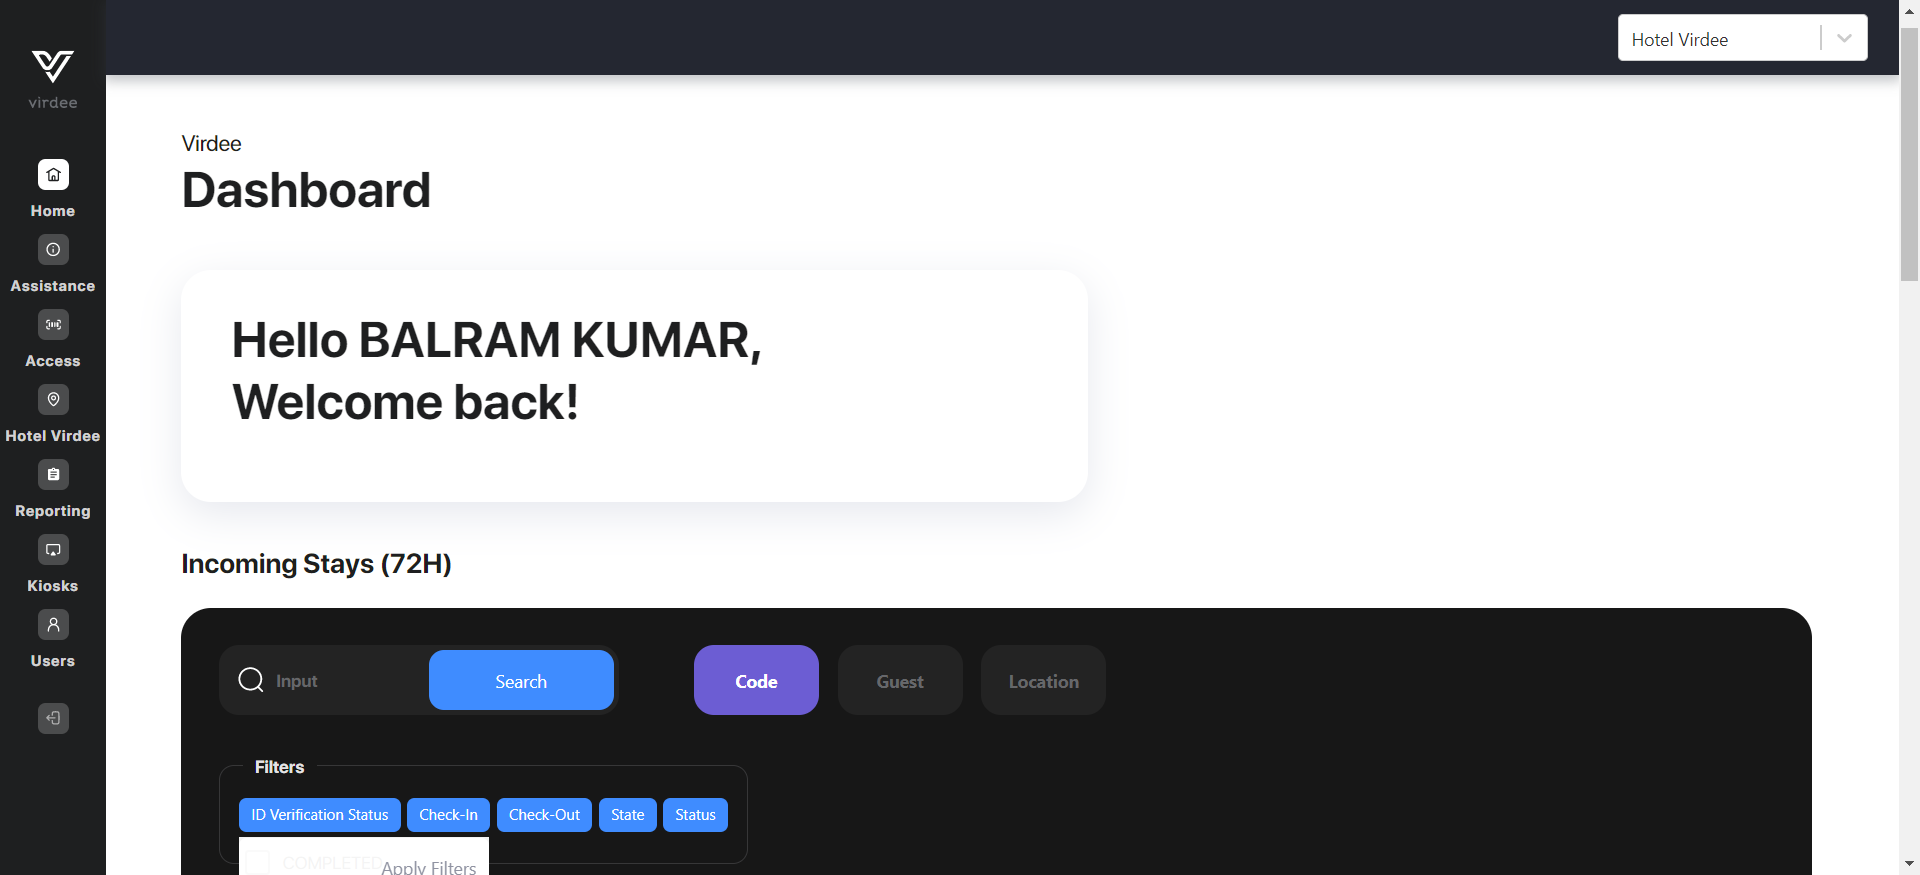 Hotel Virdee
virdee
Home
Assistance
Access
Hotel Virdee
Reporting
Kiosks
Users
Virdee
Dashboard
Hello BALRAM KUMAR,
Welcome back!
Incoming Stays (72H)
Input
Search
Code
Guest
Location
Filters
ID Verification Status
Check-In
Check-Out
State
Status
COMPLETED
Apply Filters